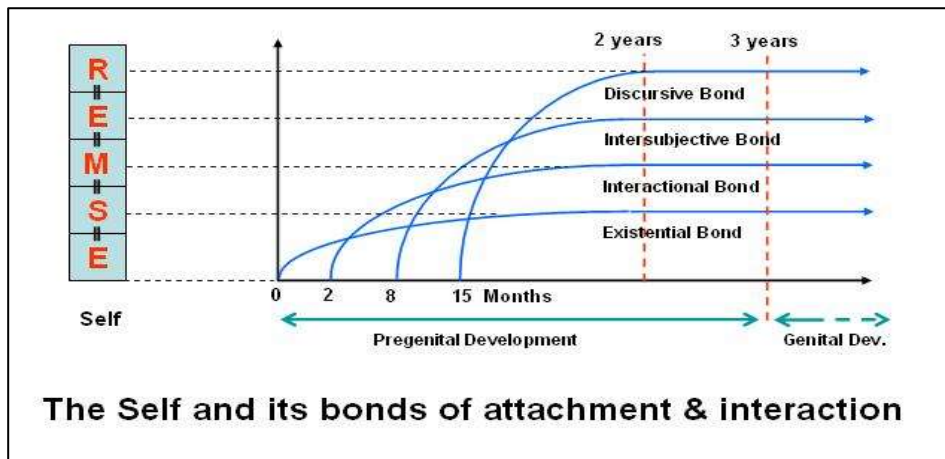 R
E
M
S
E
Self
2 years
3 years
Discursive Bond
Intersubjective Bond
Interactional Bond
Existential Bond
0 2 8 15 Months
Pregenital Development
Genital Dev.
The Self and its bonds of attachment & interaction